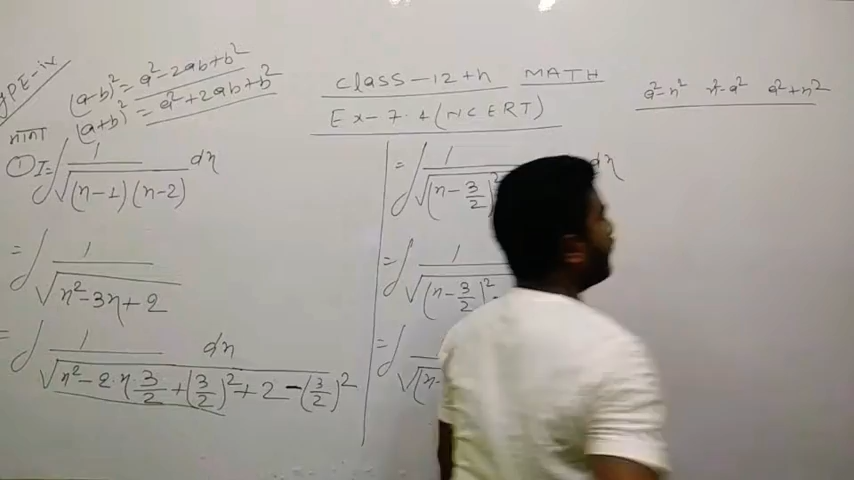 YPE-ix
(a-b)² = a²-2ab+b²
(a+b)² = a²+2ab+b²
Class-12th MATH
Ex-7.4 (NCERT)
a²-x² x²-a² a²+x²
① I = ∫ 1/√((x-1)(x-2)) dx
= ∫ 1/√(x²-3x+2)
= ∫ 1/√(x²-2·x·3/2+(3/2)²+2-(3/2)²) dx
= ∫ 1/√((x-3/2)² dx
= ∫ 1/√((x-3/2)²-
= ∫ √((x-